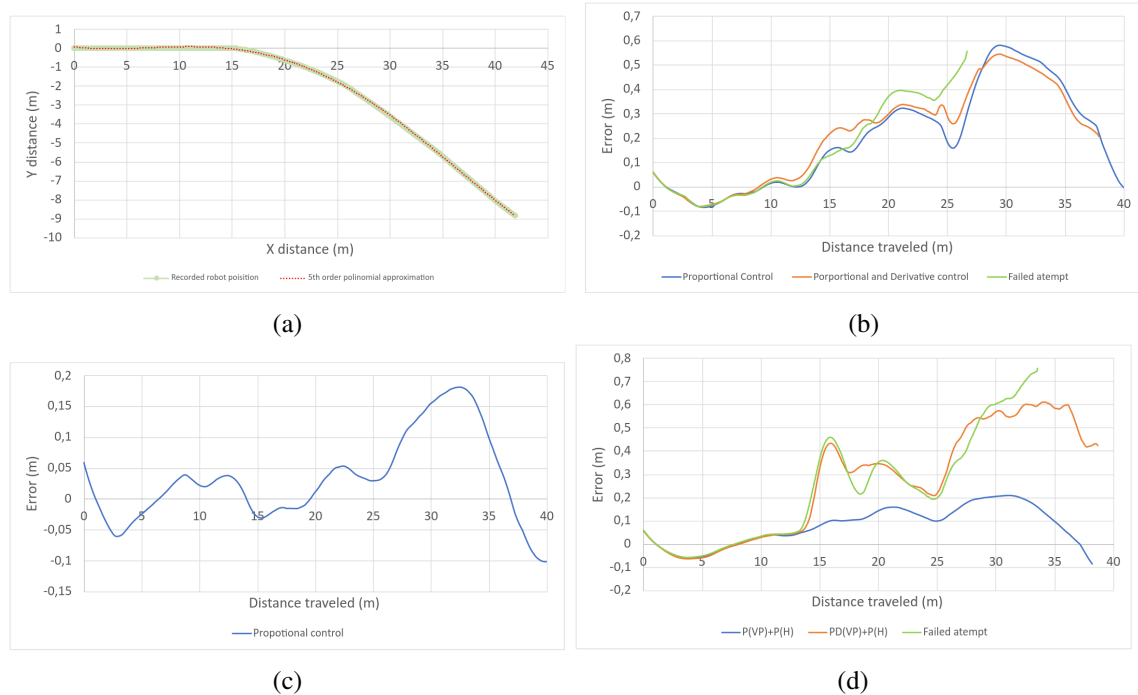 1
0
-1
-2
-3
-4
-5
-6
-7
-8
-9
-10
0 5 10 15 20 25 30 35 40 45
Y distance (m)
X distance (m)
Recorded robot poisition 5th order polinomial approximation
(a)
0,7
0,6
0,5
0,4
0,3
0,2
0,1
0
-0,1
-0,2
0 5 10 15 20 25 30 35 40
Error (m)
Distance traveled (m)
Proportional Control Porportional and Derivative control Failed atempt
(b)
0,2
0,15
0,1
0,05
0
-0,05
-0,1
-0,15
0 5 10 15 20 25 30 35 40
Error (m)
Distance traveled (m)
Propotional control
(c)
0,8
0,7
0,6
0,5
0,4
0,3
0,2
0,1
0
-0,1
-0,2
0 5 10 15 20 25 30 35 40
Error (m)
Distance traveled (m)
P(VP)+P(H) PD(VP)+P(H) Failed atempt
(d)